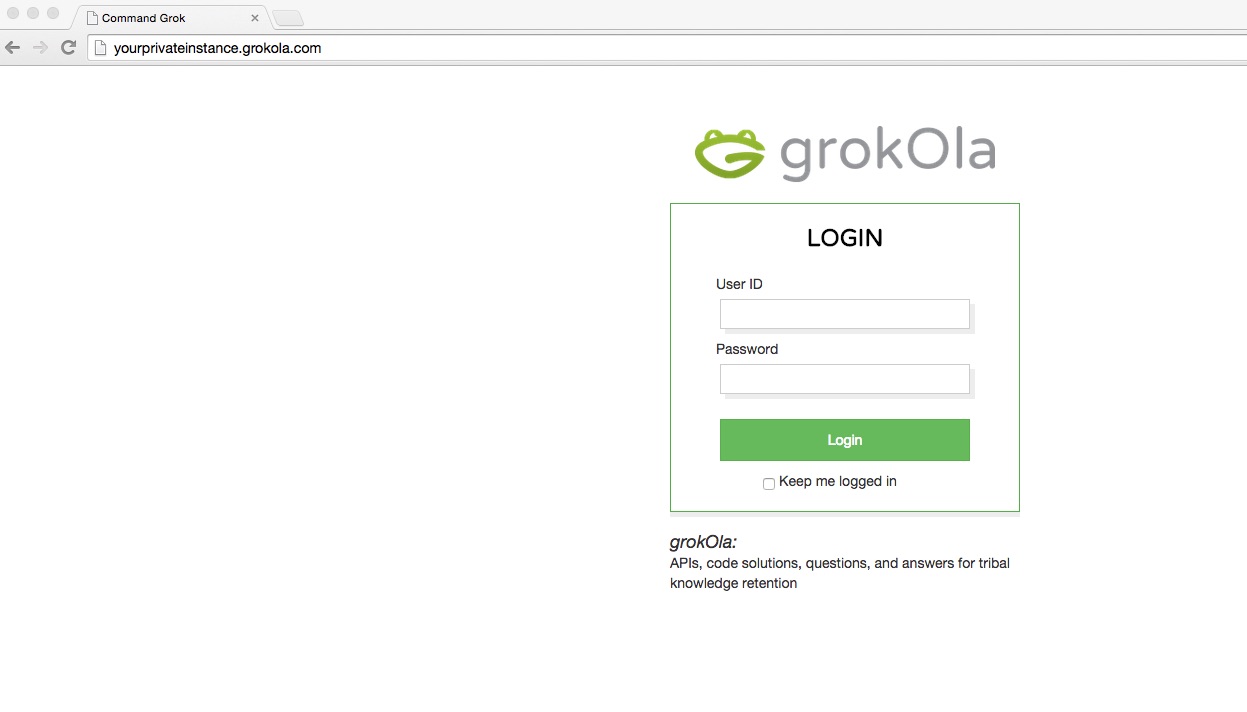 Command Grok
yourprivateinstance.grokola.com
grokOla
LOGIN
User ID
Password
Login
Keep me logged in
grokOla:
APIs, code solutions, questions, and answers for tribal
knowledge retention